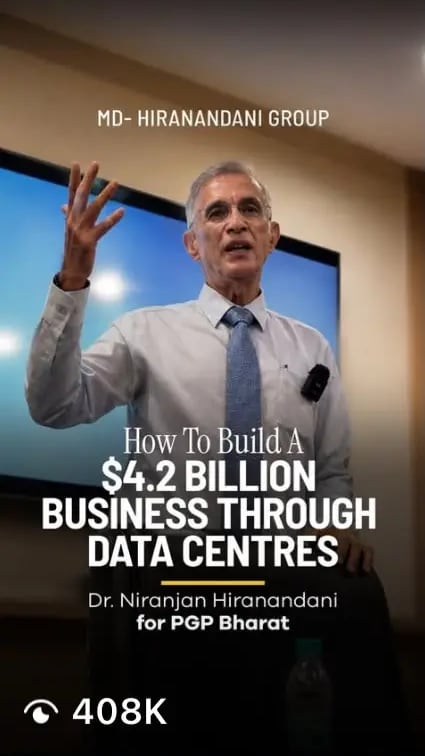 MD- HIRANANDANI GROUP
How To Build A
$4.2 BILLION
BUSINESS THROUGH
DATA CENTRES
Dr. Niranjan Hiranandani
for PGP Bharat
408K